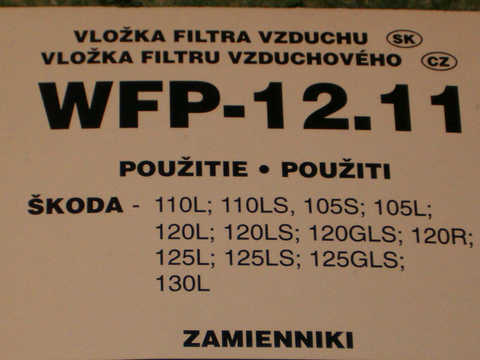 VLOŽKA FILTRA VZDUCHU SK
VLOŽKA FILTRU VZDUCHOVÉHO CZ
WFP-12.11
POUŽITIE • POUŽITI
ŠKODA - 110L; 110LS, 105S; 105L;
120L; 120LS; 120GLS; 120R;
125L; 125LS; 125GLS;
130L
ZAMIENNIKI